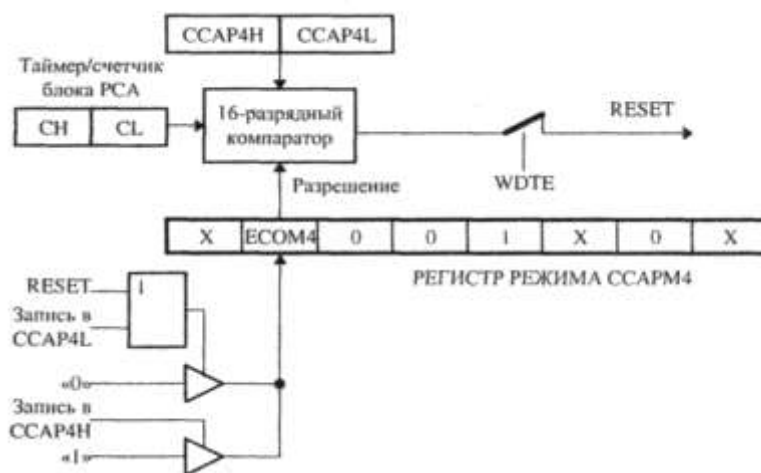 CCAP4H CCAP4L
Таймер/счетчик
блока PCA
CH CL
16-разрядный
компаратор
RESET
WDTE
Разрешение
X ECOM4 0 0 1 X 0 X
РЕГИСТР РЕЖИМА CCAPM4
RESET
1
Запись в
CCAP4L
«0»
Запись в
CCAP4H
«1»